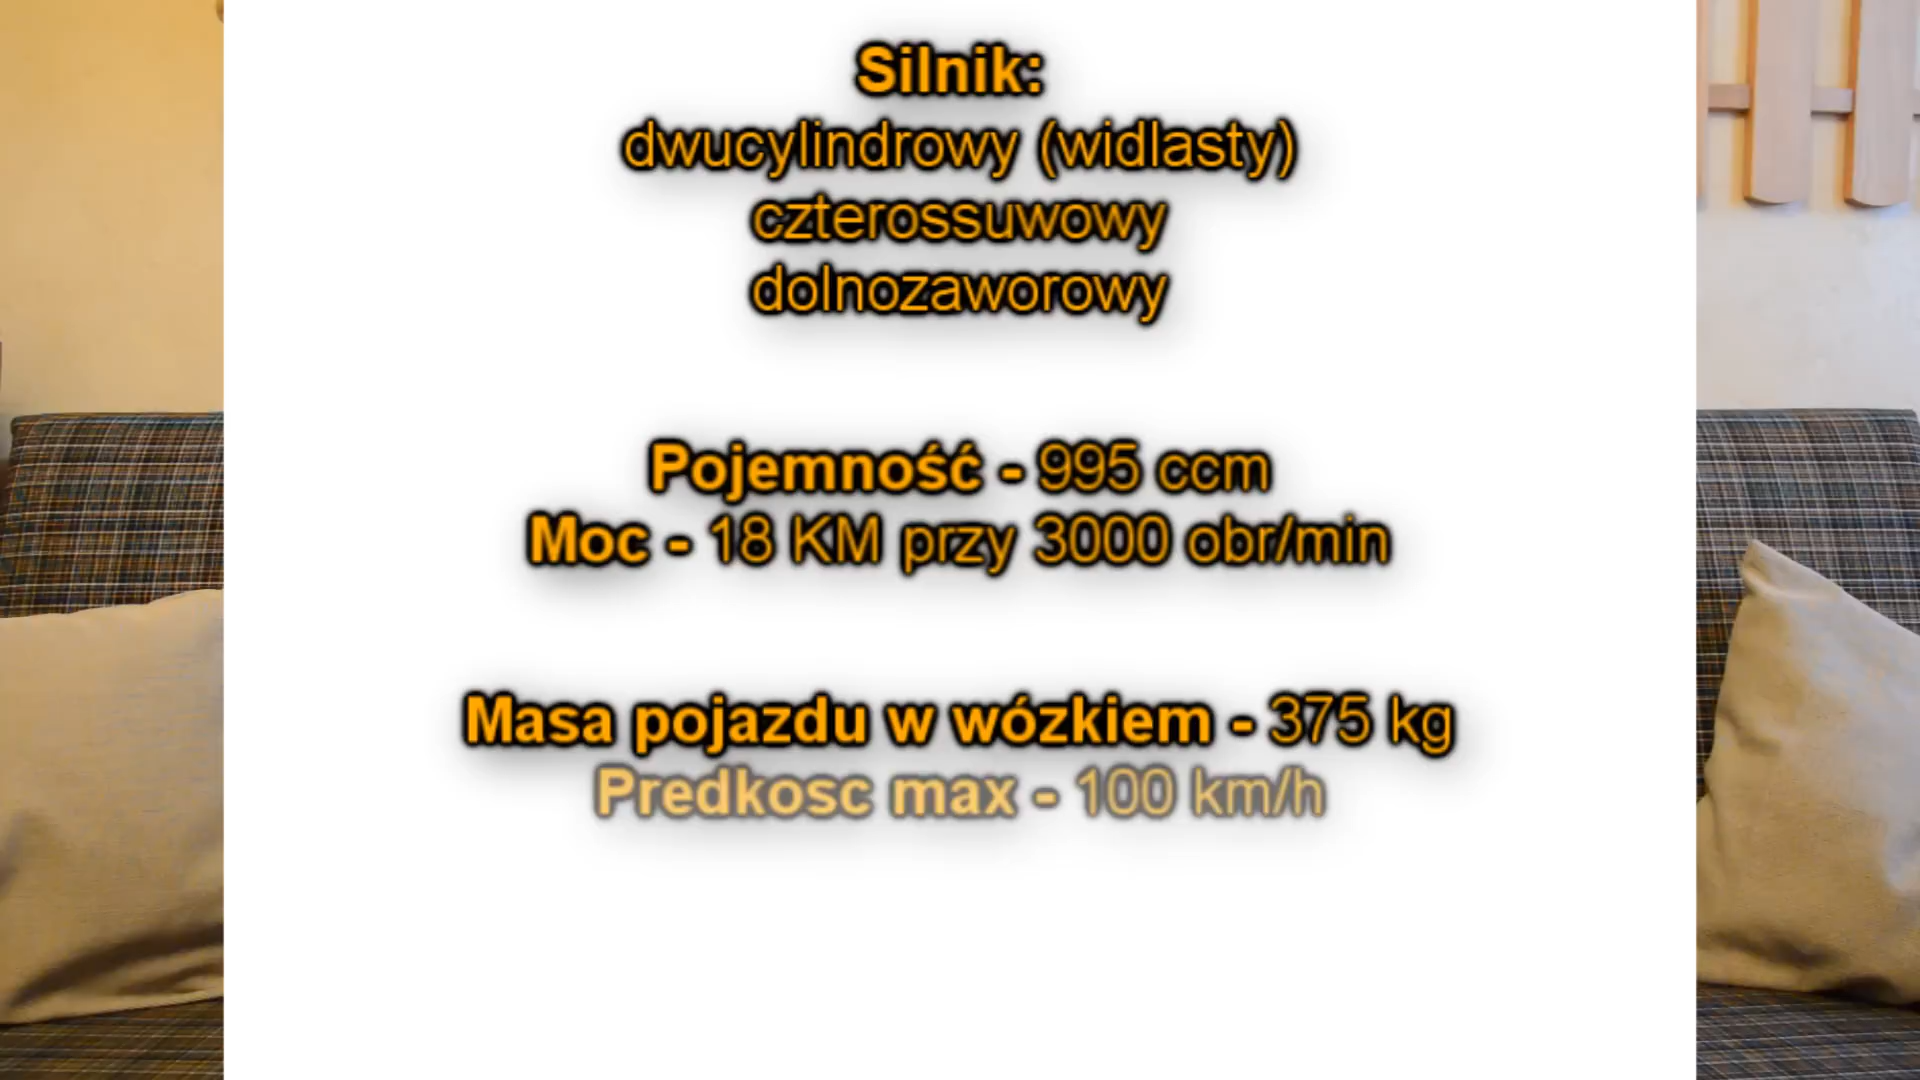 Silnik:
dwucylindrowy (widlasty)
czterossuwowy
dolnozaworowy
Pojemność - 995 ccm
Moc - 18 KM przy 3000 obr/min
Masa pojazdu w wózkiem - 375 kg
Predkosc max - 100 km/h